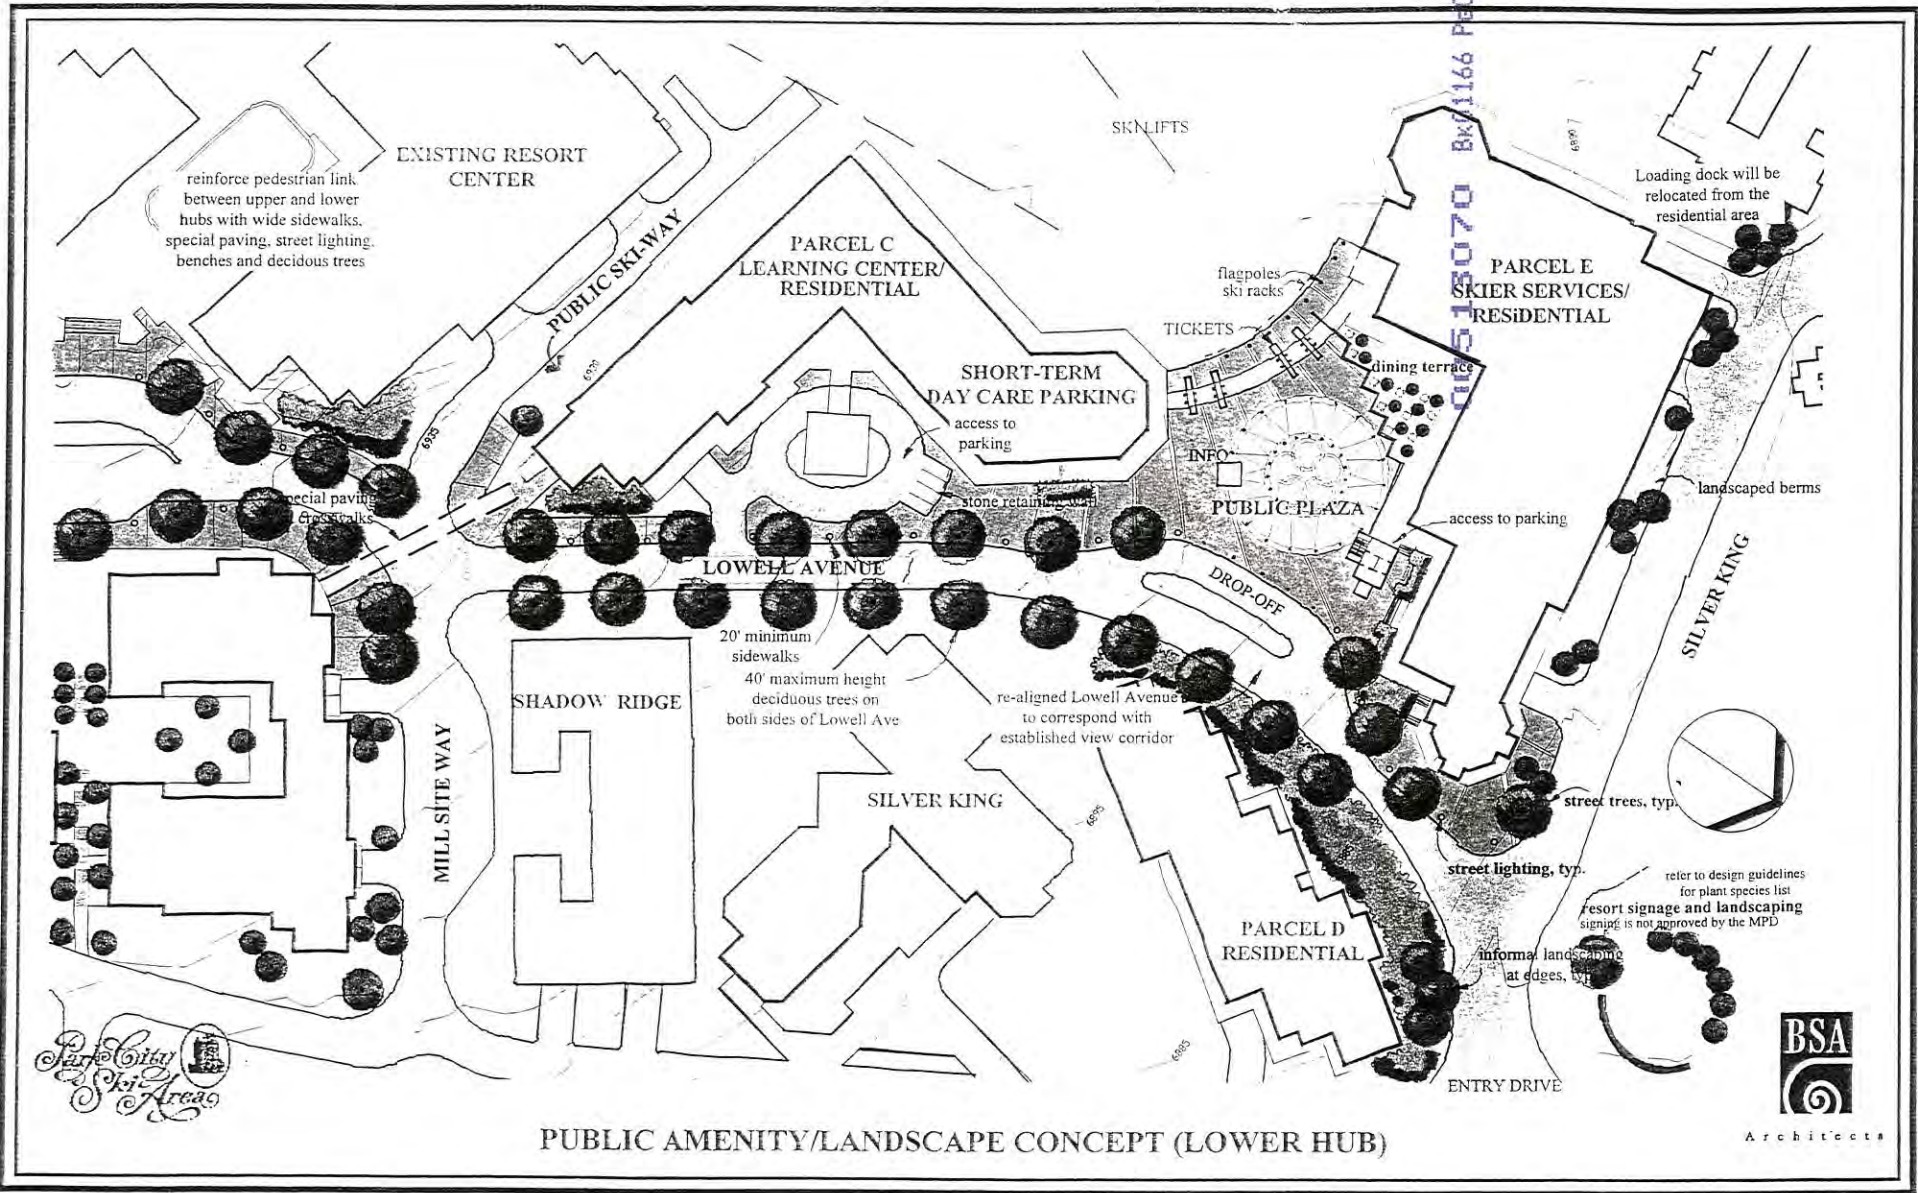 00513070 Bk01166
SKI LIFTS
EXISTING RESORT
CENTER
reinforce pedestrian link
between upper and lower
hubs with wide sidewalks,
special paving, street lighting,
benches and decidous trees
PUBLIC SKI-WAY
PARCEL C
LEARNING CENTER/
RESIDENTIAL
flagpoles
ski racks
TICKETS
6890.7
Loading dock will be
relocated from the
residential area
PARCEL E
SKIER SERVICES/
RESIDENTIAL
6930
6935
SHORT-TERM
DAY CARE PARKING
access to
parking
dining terrace
INFO
PUBLIC PLAZA
stone retaining wall
special paving
crosswalks
access to parking
landscaped berms
SILVER KING
LOWELL AVENUE
DROP-OFF
20' minimum
sidewalks
40' maximum height
deciduous trees on
both sides of Lowell Ave
re-aligned Lowell Avenue
to correspond with
established view corridor
SHADOW RIDGE
MILL SITE WAY
SILVER KING
6895
street trees, typ.
street lighting, typ.
refer to design guidelines
for plant species list
resort signage and landscaping
signing is not approved by the MPD
PARCEL D
RESIDENTIAL
informal landscaping
at edges, typ.
6885
ENTRY DRIVE
Park City
Ski Area
BSA
Architects
PUBLIC AMENITY/LANDSCAPE CONCEPT (LOWER HUB)